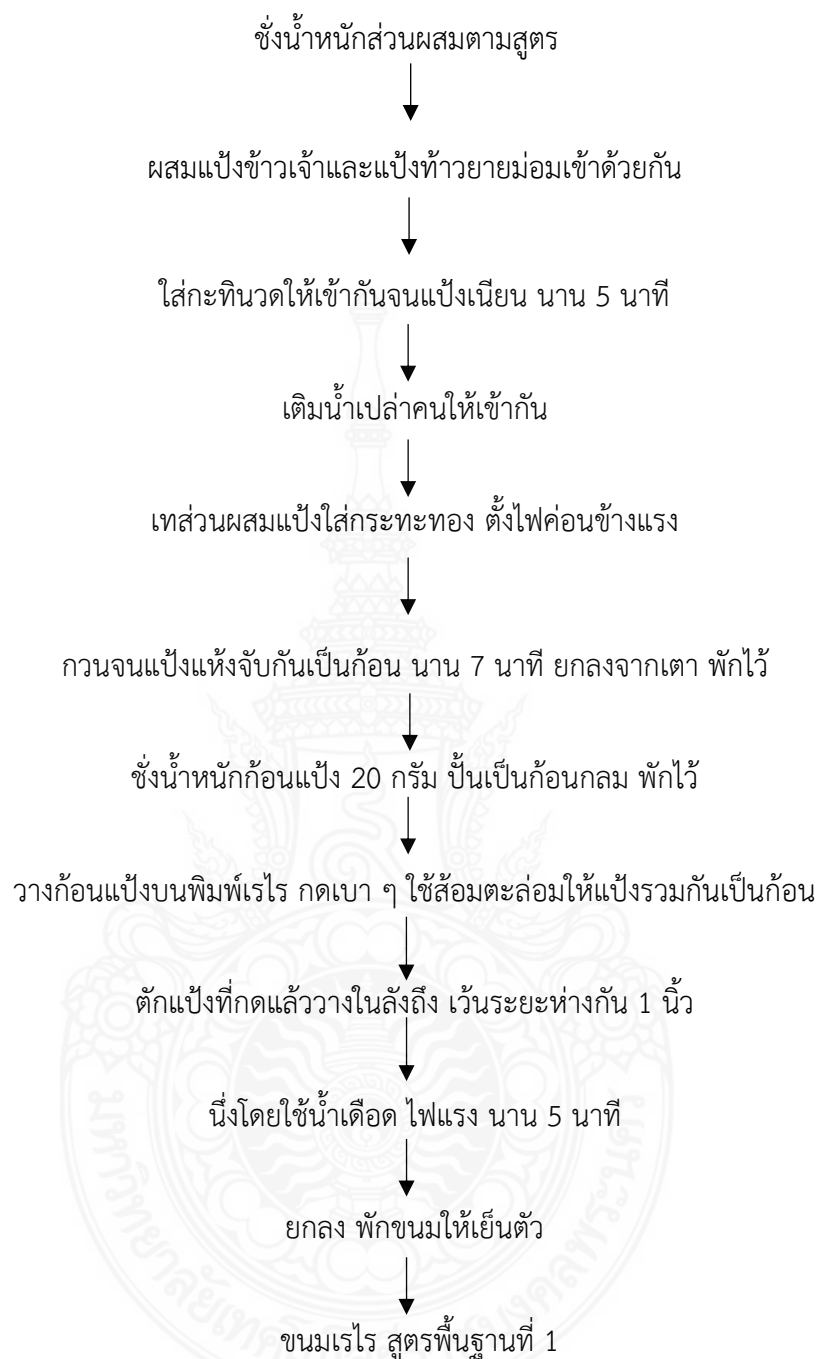 ชั่งน้ำหนักส่วนผสมตามสูตร
ผสมแป้งข้าวเจ้าและแป้งท้าวยายม่อมเข้าด้วยกัน
ใส่กะทินวดให้เข้ากันจนแป้งเนียน นาน 5 นาที
เติมน้ำเปล่าคนให้เข้ากัน
เทส่วนผสมแป้งใส่กระทะทอง ตั้งไฟค่อนข้างแรง
กวนจนแป้งแห้งจับกันเป็นก้อน นาน 7 นาที ยกลงจากเตา พักไว้
ชั่งน้ำหนักก้อนแป้ง 20 กรัม ปั้นเป็นก้อนกลม พักไว้
วางก้อนแป้งบนพิมพ์เรไร กดเบา ๆ ใช้ส้อมตะล่อมให้แป้งรวมกันเป็นก้อน
ตักแป้งที่กดแล้ววางในลังถึง เว้นระยะห่างกัน 1 นิ้ว
นึ่งโดยใช้น้ำเดือด ไฟแรง นาน 5 นาที
ยกลง พักขนมให้เย็นตัว
ขนมเรไร สูตรพื้นฐานที่ 1